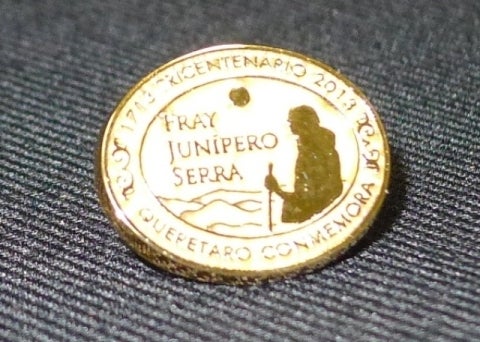 1713 TRICENTENARIO 2013
FRAY
JUNÍPERO
SERRA
QUERETARO CONMEMORA